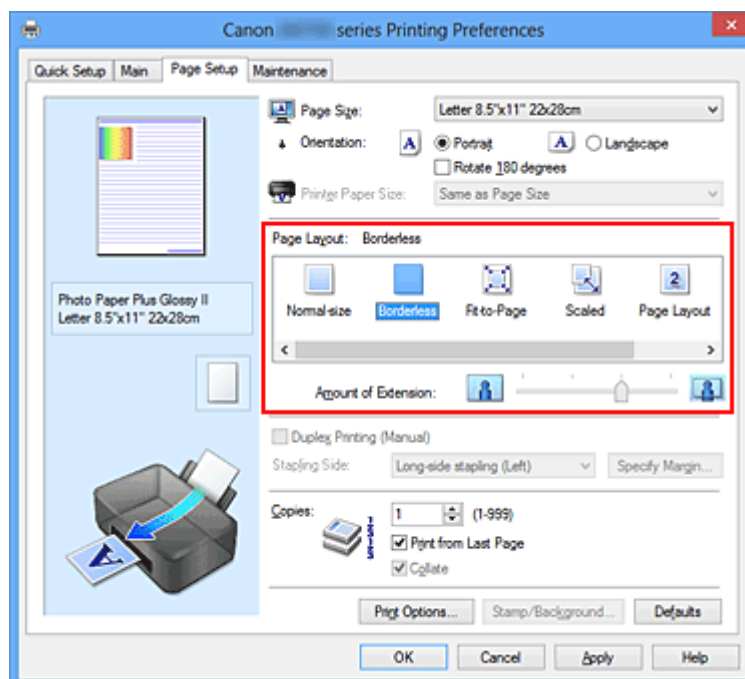 Canon series Printing Preferences
Quick Setup Main Page Setup Maintenance
Page Size: Letter 8.5"x11" 22x28cm
Orientation: A Portrait A Landscape
Rotate 180 degrees
Printer Paper Size: Same as Page Size
Page Layout: Borderless
Normal-size Borderless Fit-to-Page Scaled Page Layout
Photo Paper Plus Glossy II
Letter 8.5"x11" 22x28cm
Amount of Extension:
Duplex Printing (Manual)
Stapling Side: Long-side stapling (Left) Specify Margin...
Copies: 1 (1-999)
Print from Last Page
Collate
Print Options... Stamp/Background... Defaults
OK Cancel Apply Help